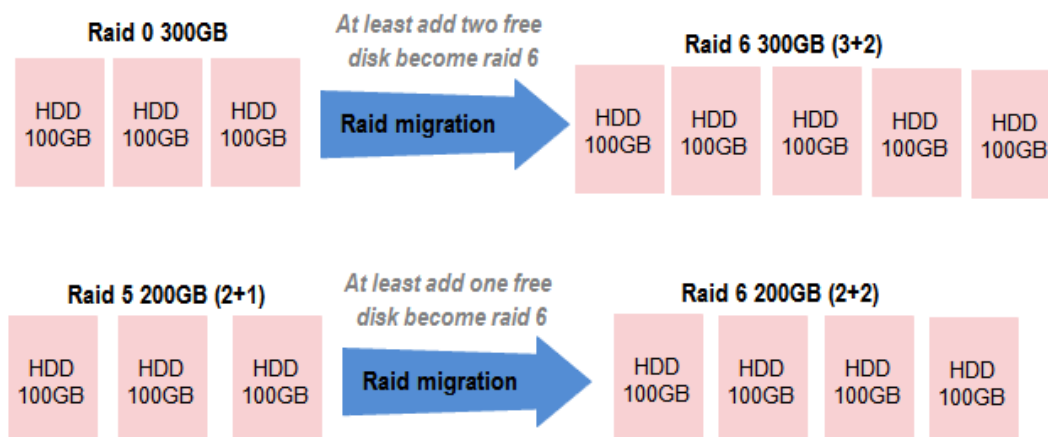 Raid 0 300GB
At least add two free
disk become raid 6
Raid 6 300GB (3+2)
HDD
100GB
HDD
100GB
HDD
100GB
Raid migration
HDD
100GB
HDD
100GB
HDD
100GB
HDD
100GB
HDD
100GB
Raid 5 200GB (2+1)
At least add one free
disk become raid 6
Raid 6 200GB (2+2)
HDD
100GB
HDD
100GB
HDD
100GB
Raid migration
HDD
100GB
HDD
100GB
HDD
100GB
HDD
100GB